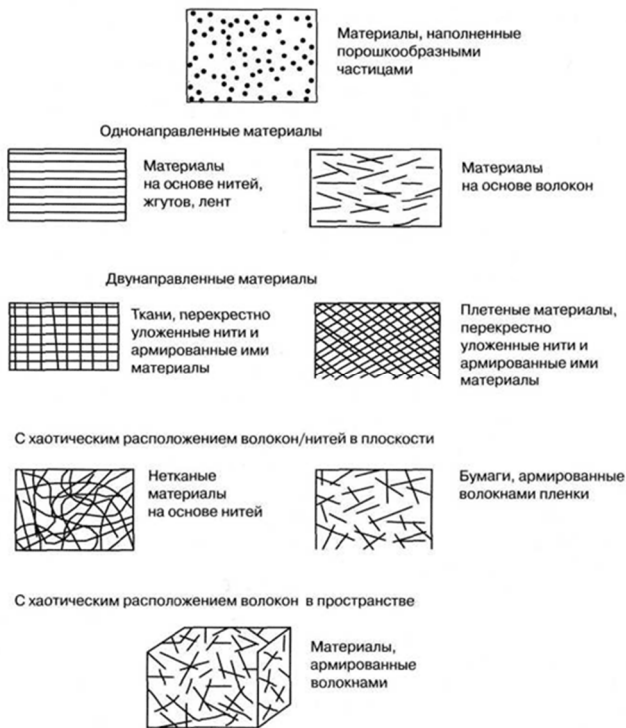 Материалы, наполненные
порошкообразными
частицами
Однонаправленные материалы
Материалы
на основе нитей,
жгутов, лент
Материалы
на основе волокон
Двунаправленные материалы
Ткани, перекрестно
уложенные нити и
армированные ими
материалы
Плетеные материалы,
перекрестно
уложенные нити и
армированные ими
материалы
С хаотическим расположением волокон/нитей в плоскости
Нетканые
материалы
на основе нитей
Бумаги, армированные
волокнами пленки
С хаотическим расположением волокон в пространстве
Материалы,
армированные
волокнами